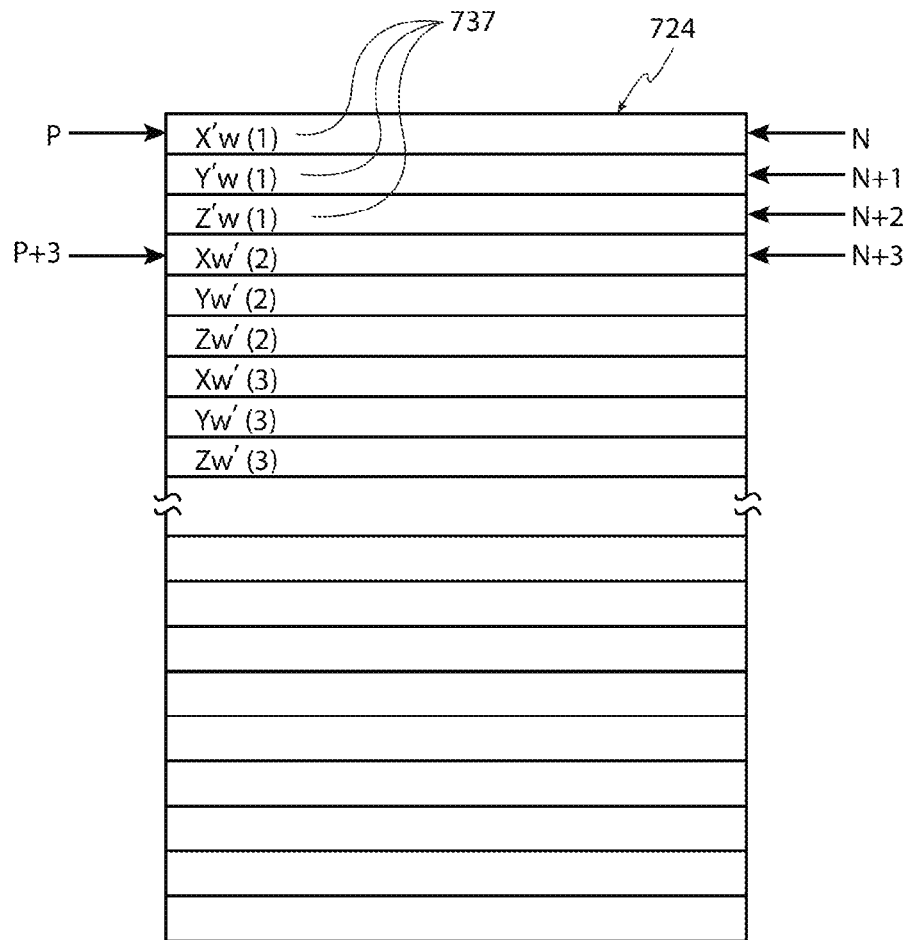 737
724
P X′w (1) N
Y′w (1) N+1
Z′w (1) N+2
P+3 Xw′ (2) N+3
Yw′ (2)
Zw′ (2)
Xw′ (3)
Yw′ (3)
Zw′ (3)